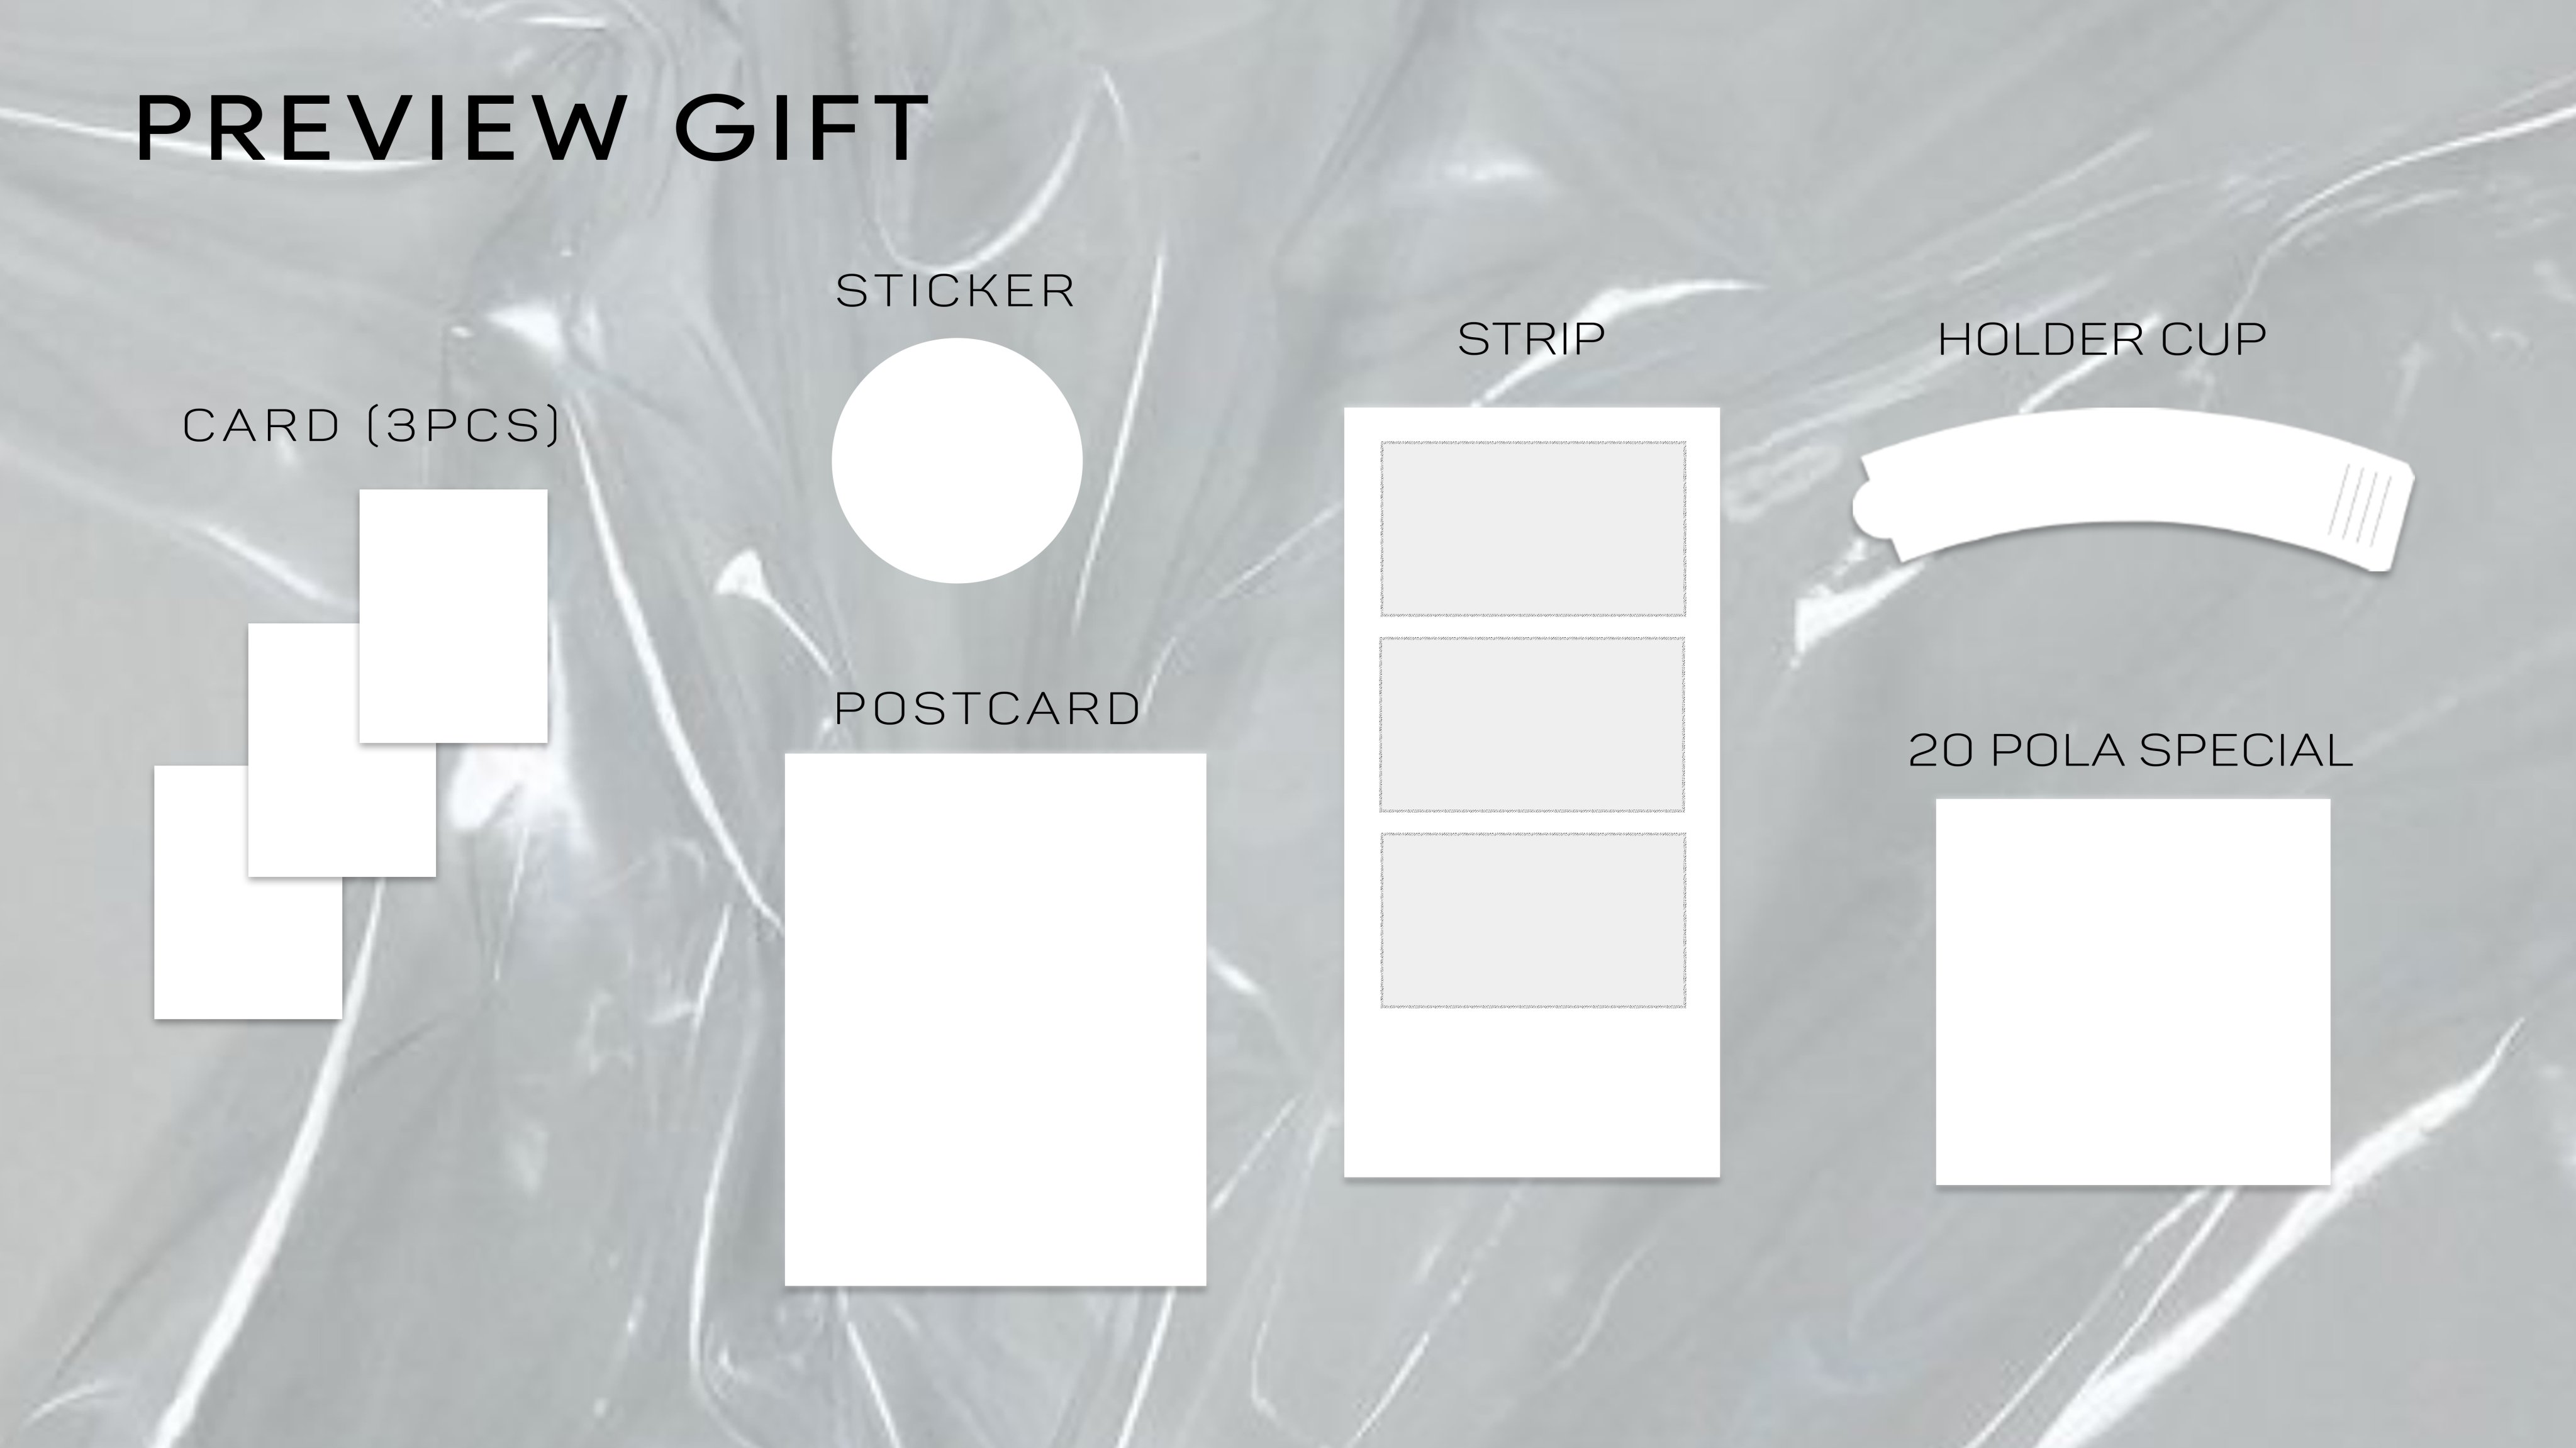 PREVIEW GIFT
CARD (3PCS)
STICKER
POSTCARD
STRIP
HOLDER CUP
20 POLA SPECIAL